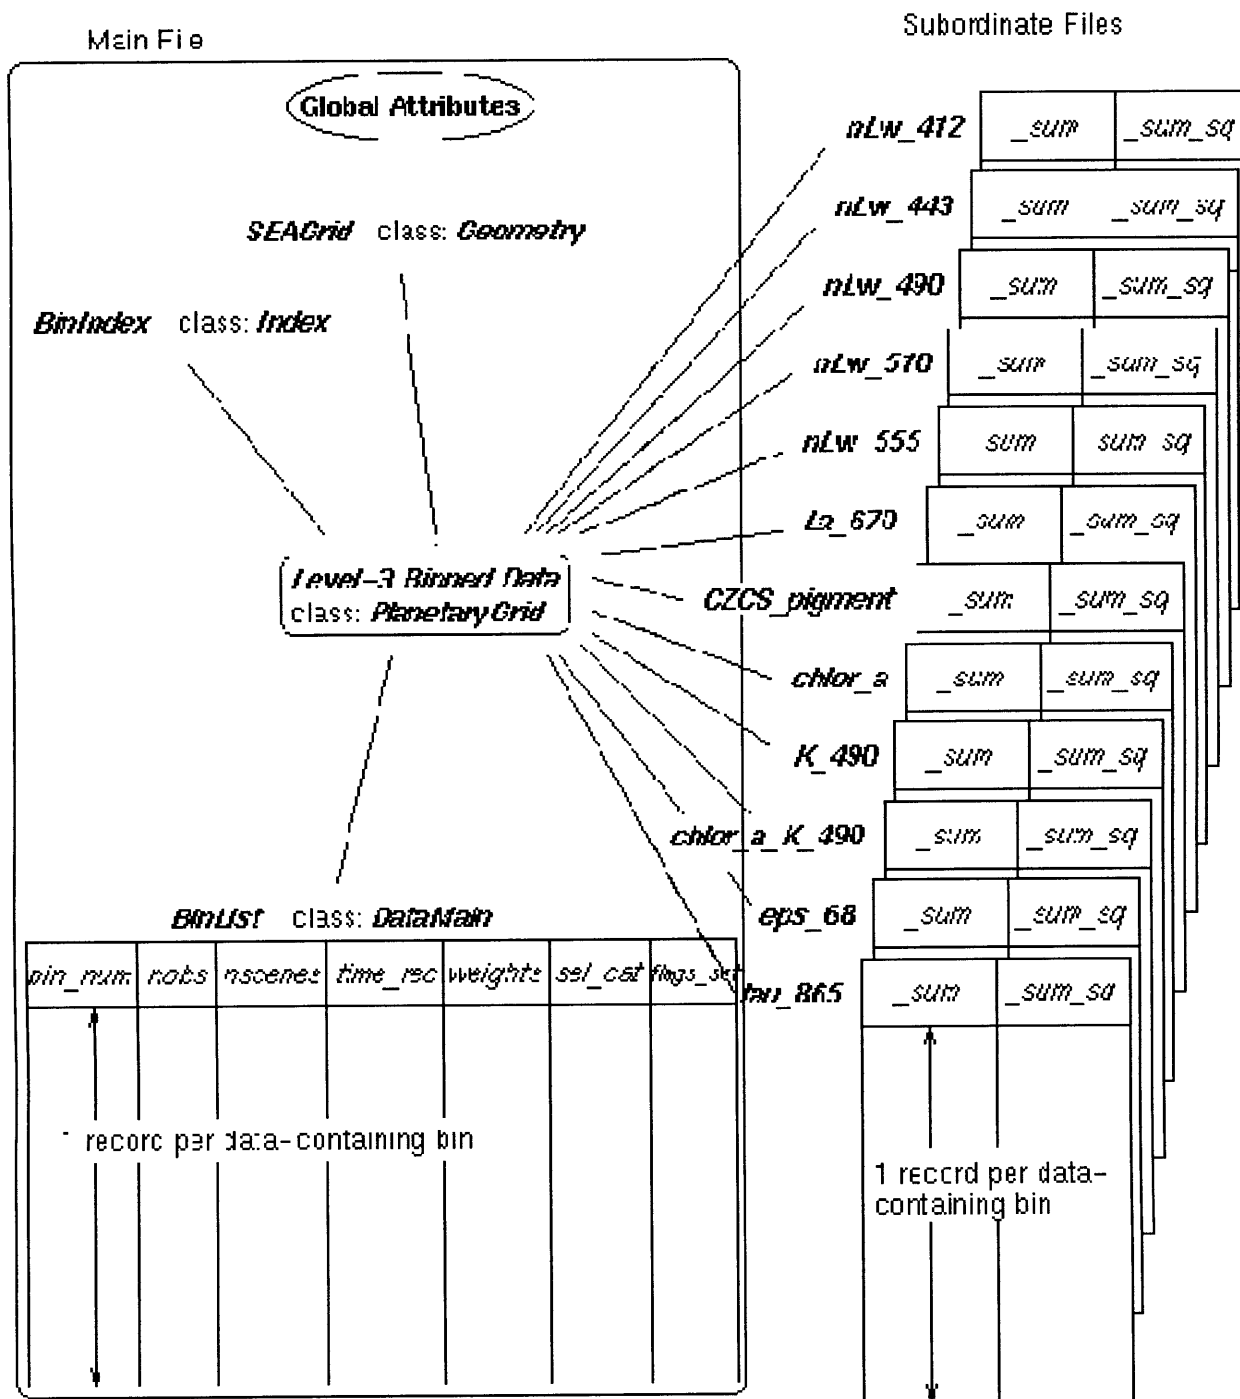 Main File
Subordinate Files
Global Attributes
SEAGrid class: Geometry
BinIndex class: Index
Level-3 Binned Data
class: PlanetaryGrid
BinList class: DataMain
bin_num nobs nscenes time_rec weights sel_cat flags_set
1 record per data-containing bin
nLw_412 _sum _sum_sq
nLw_443 _sum _sum_sq
nLw_490 _sum _sum_sq
nLw_510 _sum _sum_sq
nLw_555 _sum _sum_sq
La_670 _sum _sum_sq
CZCS_pigment _sum _sum_sq
chlor_a _sum _sum_sq
K_490 _sum _sum_sq
chlor_a_K_490 _sum _sum_sq
eps_68 _sum _sum_sq
tau_865 _sum _sum_sq
1 record per data-
containing bin